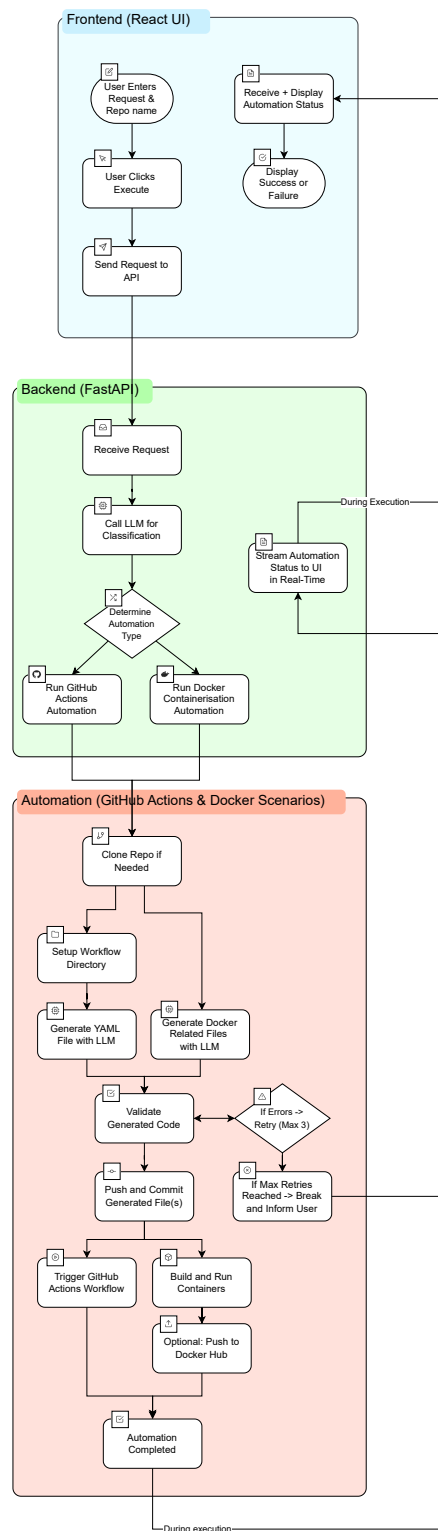 Frontend (React UI)
User Enters
Request &
Repo name
Receive + Display
Automation Status
User Clicks
Execute
Display
Success or
Failure
Send Request to
API
Backend (FastAPI)
Receive Request
Call LLM for
Classification
During Execution
Stream Automation
Status to UI
in Real-Time
Determine
Automation
Type
Run GitHub
Actions
Automation
Run Docker
Containerisation
Automation
Automation (GitHub Actions & Docker Scenarios)
Clone Repo if
Needed
Setup Workflow
Directory
Generate YAML
File with LLM
Generate Docker
Related Files
with LLM
Validate
Generated Code
If Errors ->
Retry (Max 3)
Push and Commit
Generated File(s)
If Max Retries
Reached -> Break
and Inform User
Trigger GitHub
Actions Workflow
Build and Run
Containers
Optional: Push to
Docker Hub
Automation
Completed
During execution